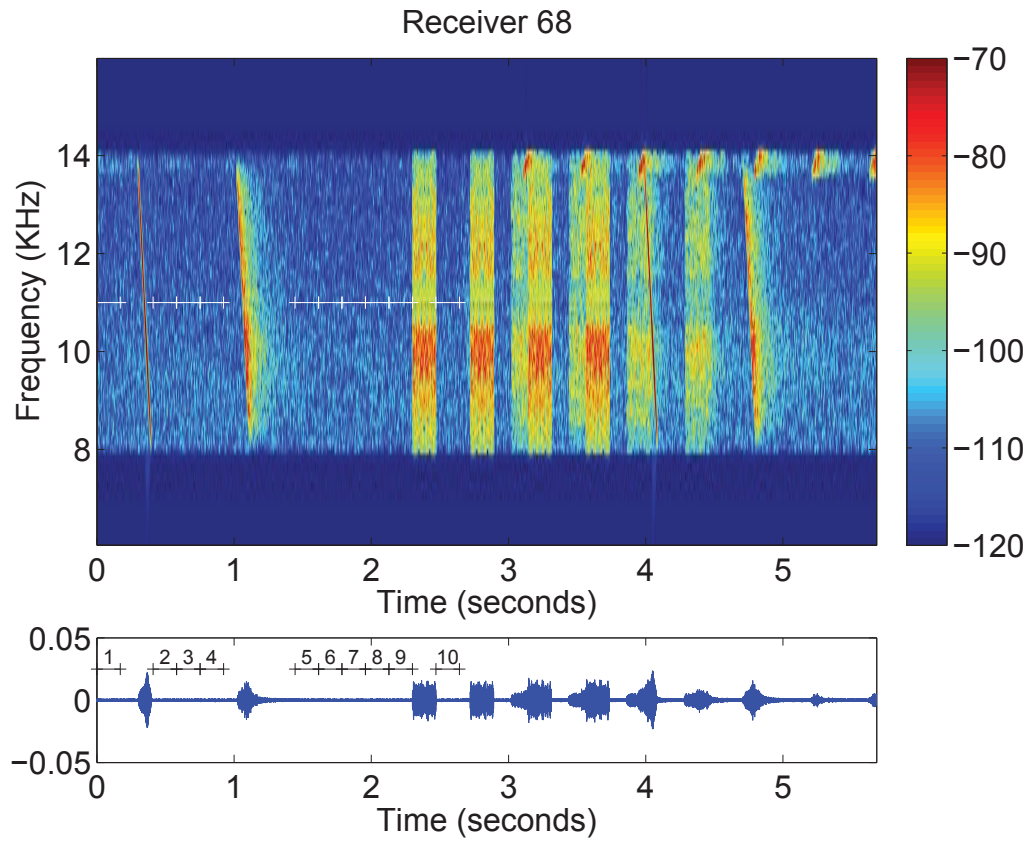 Receiver 68
Frequency (KHz)
14
12
10
8
0 1 2 3 4 5
Time (seconds)
−70
−80
−90
−100
−110
−120
0.05
0
−0.05
1 2 3 4 5 6 7 8 9 10
0 1 2 3 4 5
Time (seconds)